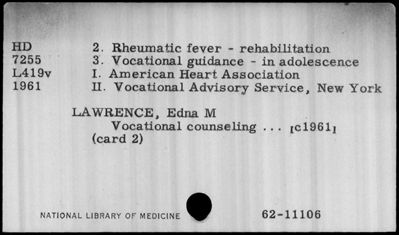 HD 2. Rheumatic fever - rehabilitation
7255 3. Vocational guidance - in adolescence
L419v I. American Heart Association
1961 II. Vocational Advisory Service, New York
LAWRENCE, Edna M
Vocational counseling ... [c1961]
(card 2)
NATIONAL LIBRARY OF MEDICINE 62-11106